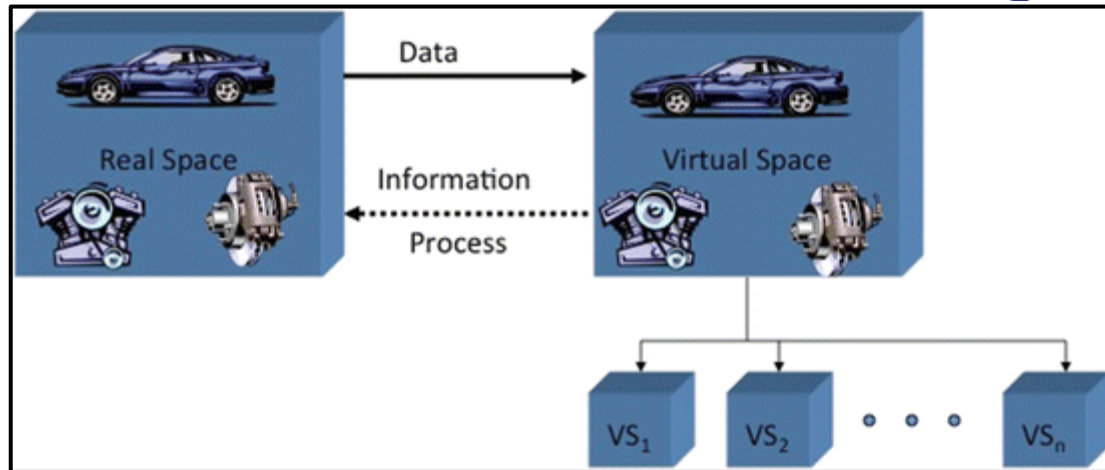 Data
Real Space
Virtual Space
Information
Process
VS₁
VS₂
VSₙ